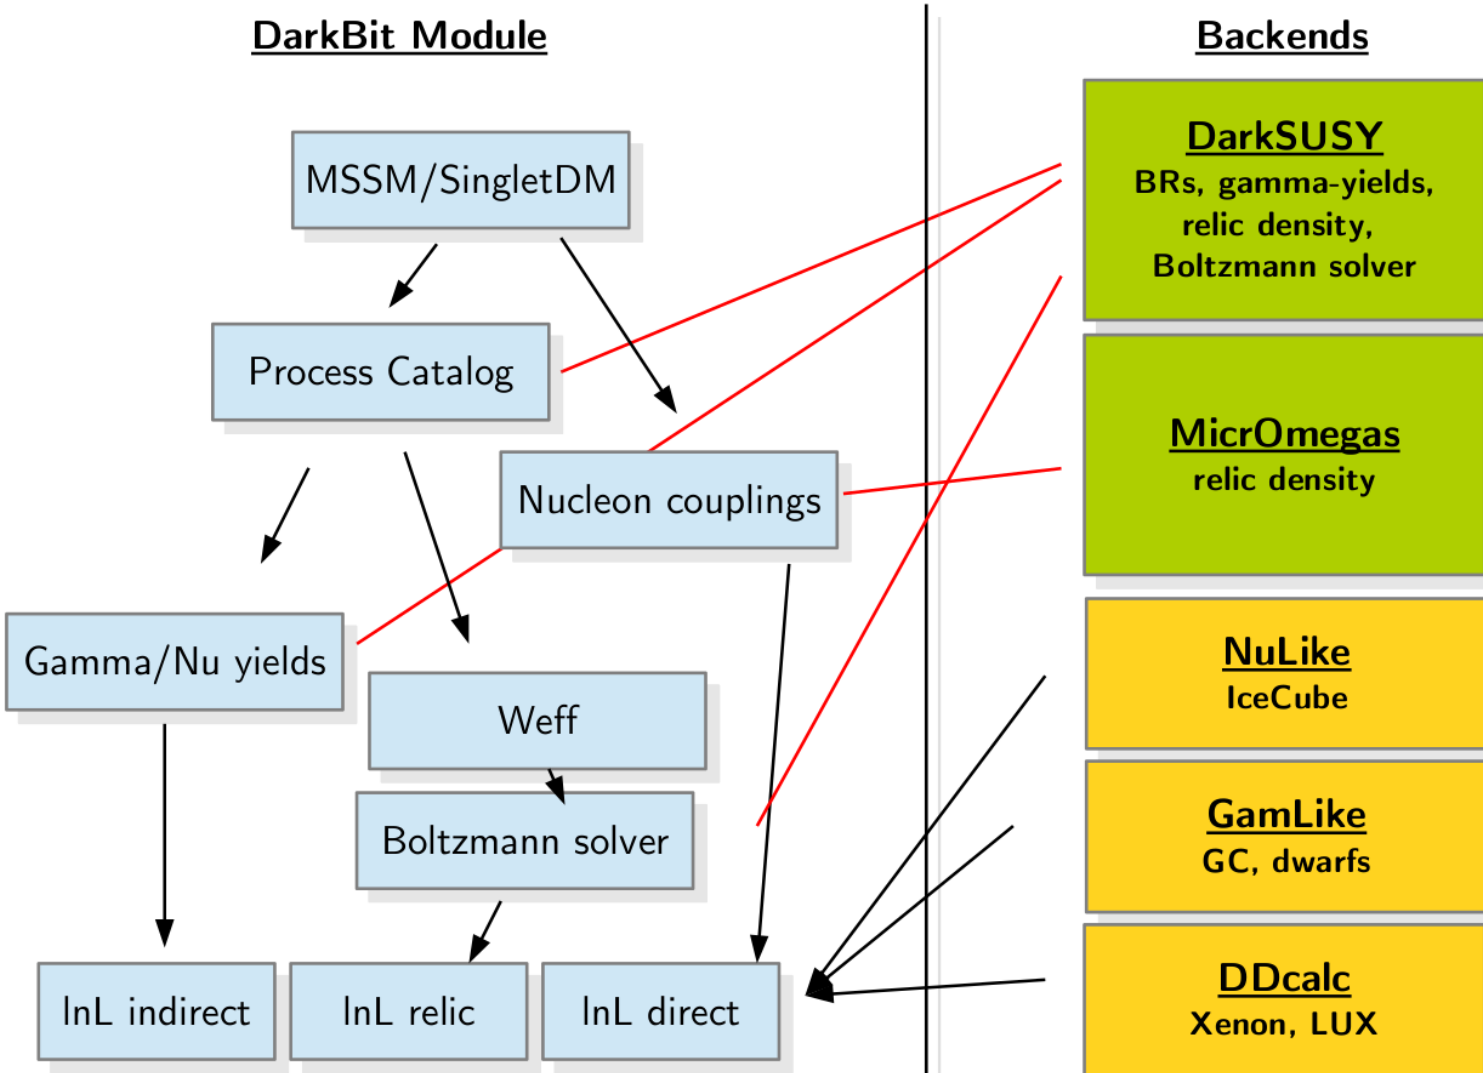 DarkBit Module
MSSM/SingletDM
Process Catalog
Nucleon couplings
Gamma/Nu yields
Weff
Boltzmann solver
lnL indirect
lnL relic
lnL direct
Backends
DarkSUSY
BRs, gamma-yields,
relic density,
Boltzmann solver
MicrOmegas
relic density
NuLike
IceCube
GamLike
GC, dwarfs
DDcalc
Xenon, LUX